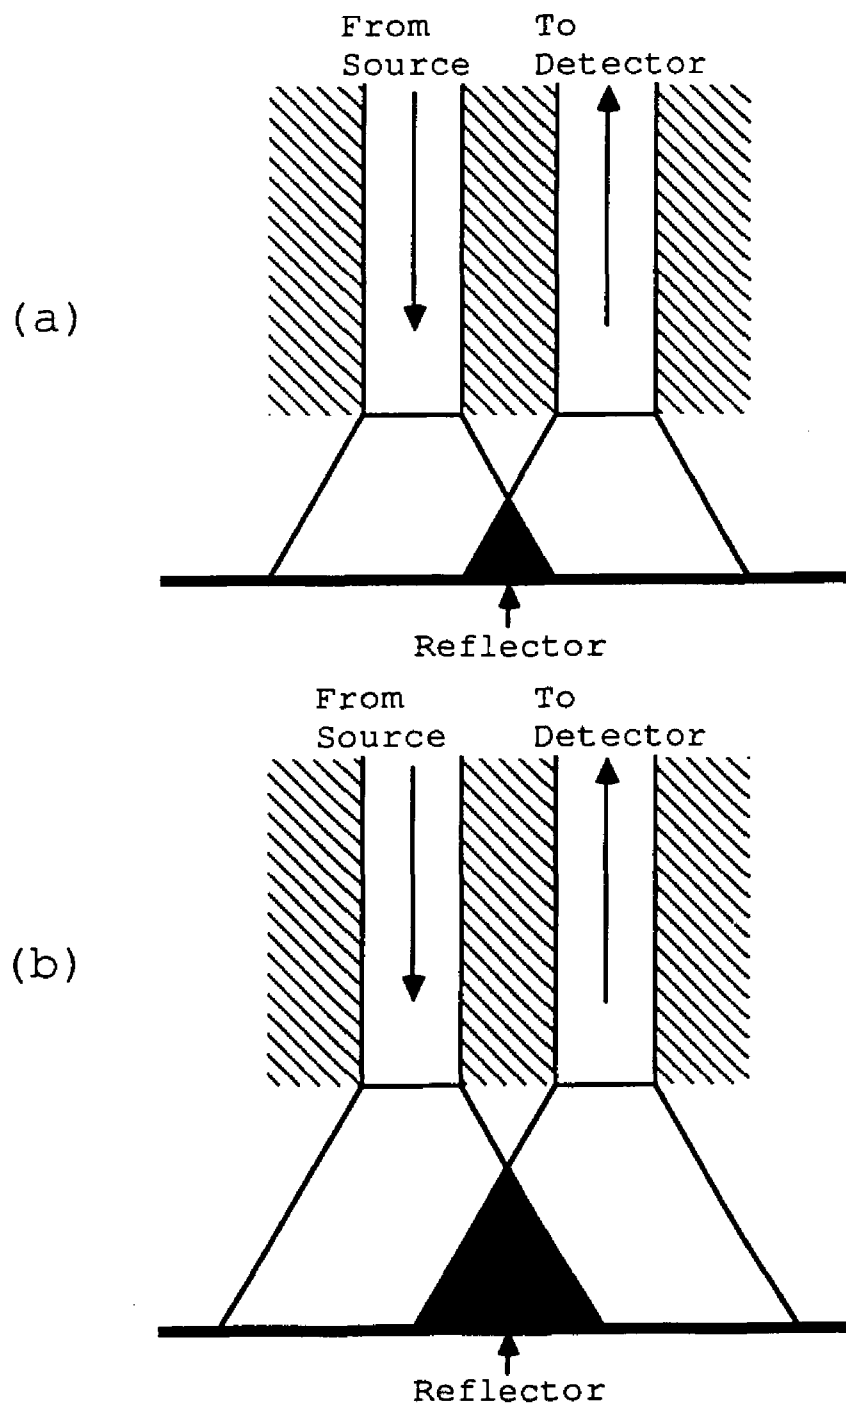 From
Source
To
Detector
(a)
Reflector
From
Source
To
Detector
(b)
Reflector